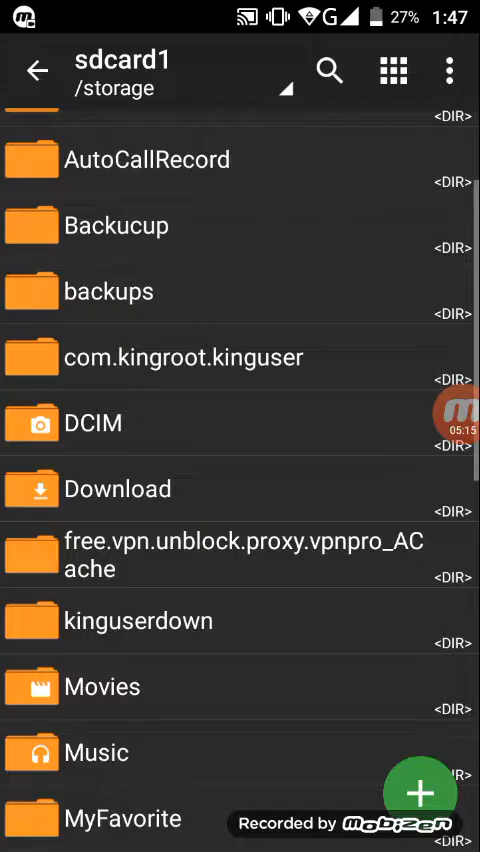 G
27%
1:47
sdcard1
/storage
<DIR>
AutoCallRecord
<DIR>
Backucup
<DIR>
backups
<DIR>
com.kingroot.kinguser
<DIR>
DCIM
05:15
<DIR>
Download
<DIR>
free.vpn.unblock.proxy.vpnpro_AC
ache
<DIR>
kinguserdown
<DIR>
Movies
<DIR>
Music
IR>
MyFavorite
Recorded by mobizen
<DIR>